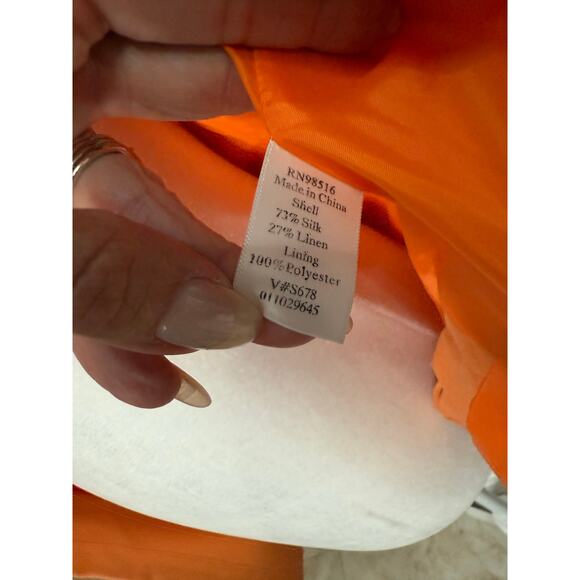 RN98516
Made in China
Shell
73% Silk
27% Linen
Lining
100% Polyester
V#S678
011029645